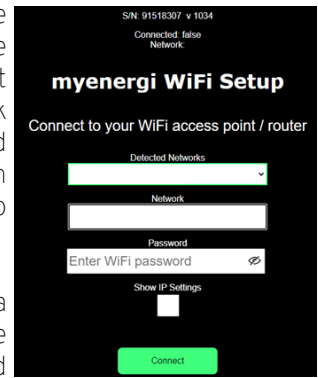 S/N: 91518307 v 1034
Connected: false
Network:
myenergi WiFi Setup
Connect to your WiFi access point / router
Detected Networks
Network
Password
Enter WiFi password
Show IP Settings
Connect